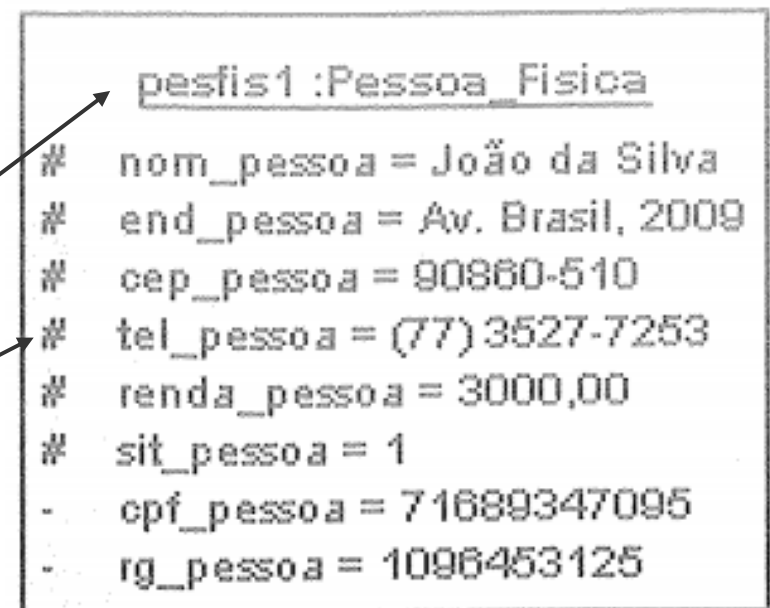 pesfis1 :Pessoa_Fisica
# nom_pessoa = João da Silva
# end_pessoa = Av. Brasil, 2009
# cep_pessoa = 90860-510
# tel_pessoa = (77) 3527-7253
# renda_pessoa = 3000,00
# sit_pessoa = 1
- cpf_pessoa = 71689347095
- rg_pessoa = 1096453125